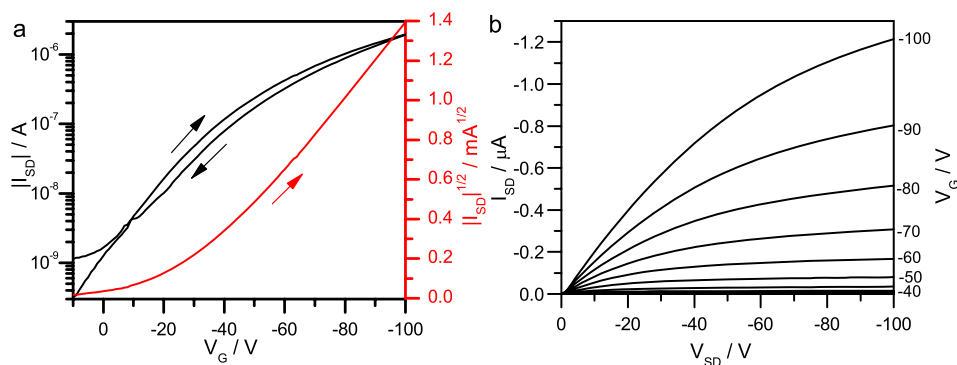 a
|I_SD| / A
10^-6
10^-7
10^-8
10^-9
0 -20 -40 -60 -80 -100
V_G / V
1.4
1.2
1.0
0.8
0.6
0.4
0.2
0.0
|I_SD|^1/2 / mA^1/2
b
I_SD / µA
-1.2
-1.0
-0.8
-0.6
-0.4
-0.2
0.0
0 -20 -40 -60 -80 -100
V_SD / V
-100
-90
-80
-70
-60
-50
-40
V_G / V